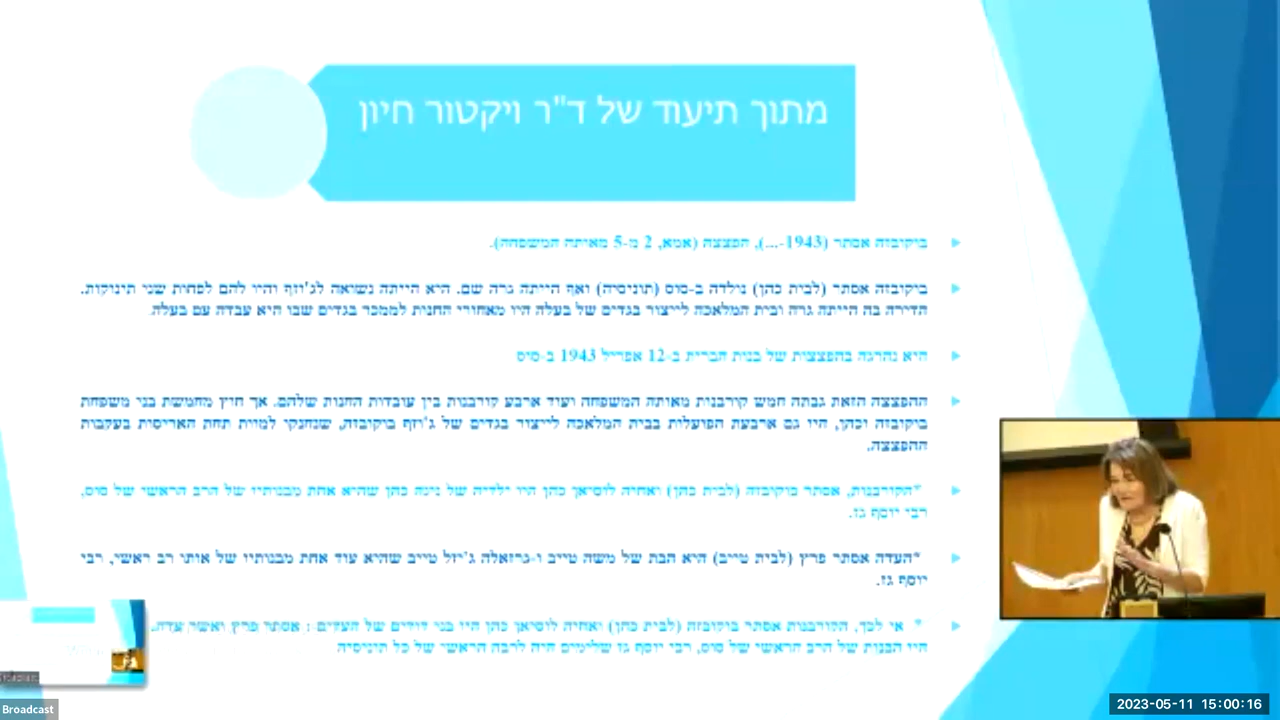 מתוך תיעוד של ד"ר ויקטור חיון
בוקובזה אסתר (1943-...), הפצצה (אמא, 2 מ-5 מאותה המשפחה).
בוקובזה אסתר (לבית כהן) נולדה ב-סוס (תוניסיה) ואף הייתה גרה שם. היא הייתה נשואה לג'וזף והיו להם לפחות שני תינוקות.
הדירה בה הייתה גרה ובית המלאכה לייצור בגדים של בעלה היו מאחורי החנות לממכר בגדים שבו היא עבדה עם בעלה.
היא נהרגה בהפצצות של בנות הברית ב-12 אפריל 1943 ב-סוס
ההפצצה הזאת גבתה חמש קורבנות מאותה המשפחה ועוד ארבע קורבנות בין עובדות החנות שלהם. אך חוץ מחמשת בני משפחת
בוקובזה וכהן, היו גם ארבעת הפועלות בבית המלאכה לייצור בגדים של ג'וזף בוקובזה, שנחנקו למוות תחת האריסות בעקבות
ההפצצה.
*הקורבנות, אסתר בוקובזה (לבית כהן) ואחיה לוסיאן כהן היו ילדיה של נינה כהן שהיא אחת מבנותיו של הרב הראשי של סוס,
רבי יוסף גז.
*העדה אסתר פרץ (לבית טייב) היא הבת של משה טייב ו-גרזאלה ג'יזל טייב שהיא עוד אחת מבנותיו של אותו רב ראשי, רבי
יוסף גז.
* אי לכך, הקורבנות אסתר בוקובזה (לבית כהן) ואחיה לוסיאן כהן היו בני דודים של העדים : אסתר פרץ ואשר עדה.
היו הבנות של הרב הראשי של סוס, רבי יוסף גז שלימים היה לרבה הראשי של כל תוניסיה
Broadcast
2023-05-11 15:00:16